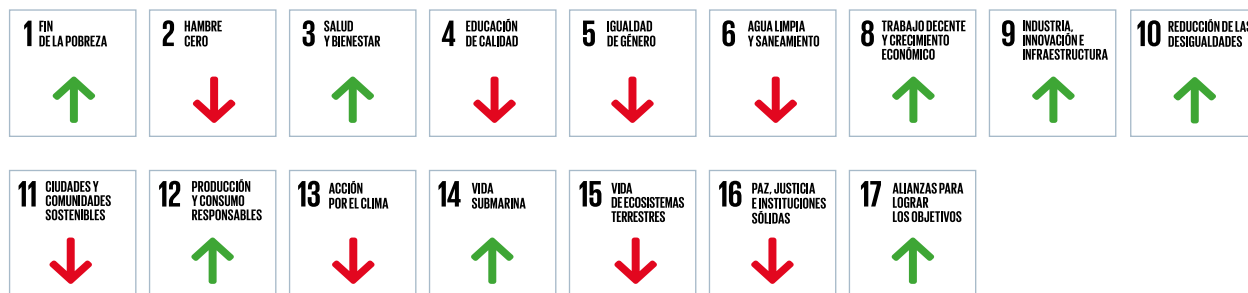 1 FIN
DE LA POBREZA
2 HAMBRE
CERO
3 SALUD
Y BIENESTAR
4 EDUCACIÓN
DE CALIDAD
5 IGUALDAD
DE GÉNERO
6 AGUA LIMPIA
Y SANEAMIENTO
8 TRABAJO DECENTE
Y CRECIMIENTO
ECONÓMICO
9 INDUSTRIA,
INNOVACIÓN E
INFRAESTRUCTURA
10 REDUCCIÓN DE LAS
DESIGUALDADES
11 CIUDADES Y
COMUNIDADES
SOSTENIBLES
12 PRODUCCIÓN
Y CONSUMO
RESPONSABLES
13 ACCIÓN
POR EL CLIMA
14 VIDA
SUBMARINA
15 VIDA
DE ECOSISTEMAS
TERRESTRES
16 PAZ, JUSTICIA
E INSTITUCIONES
SÓLIDAS
17 ALIANZAS PARA
LOGRAR
LOS OBJETIVOS